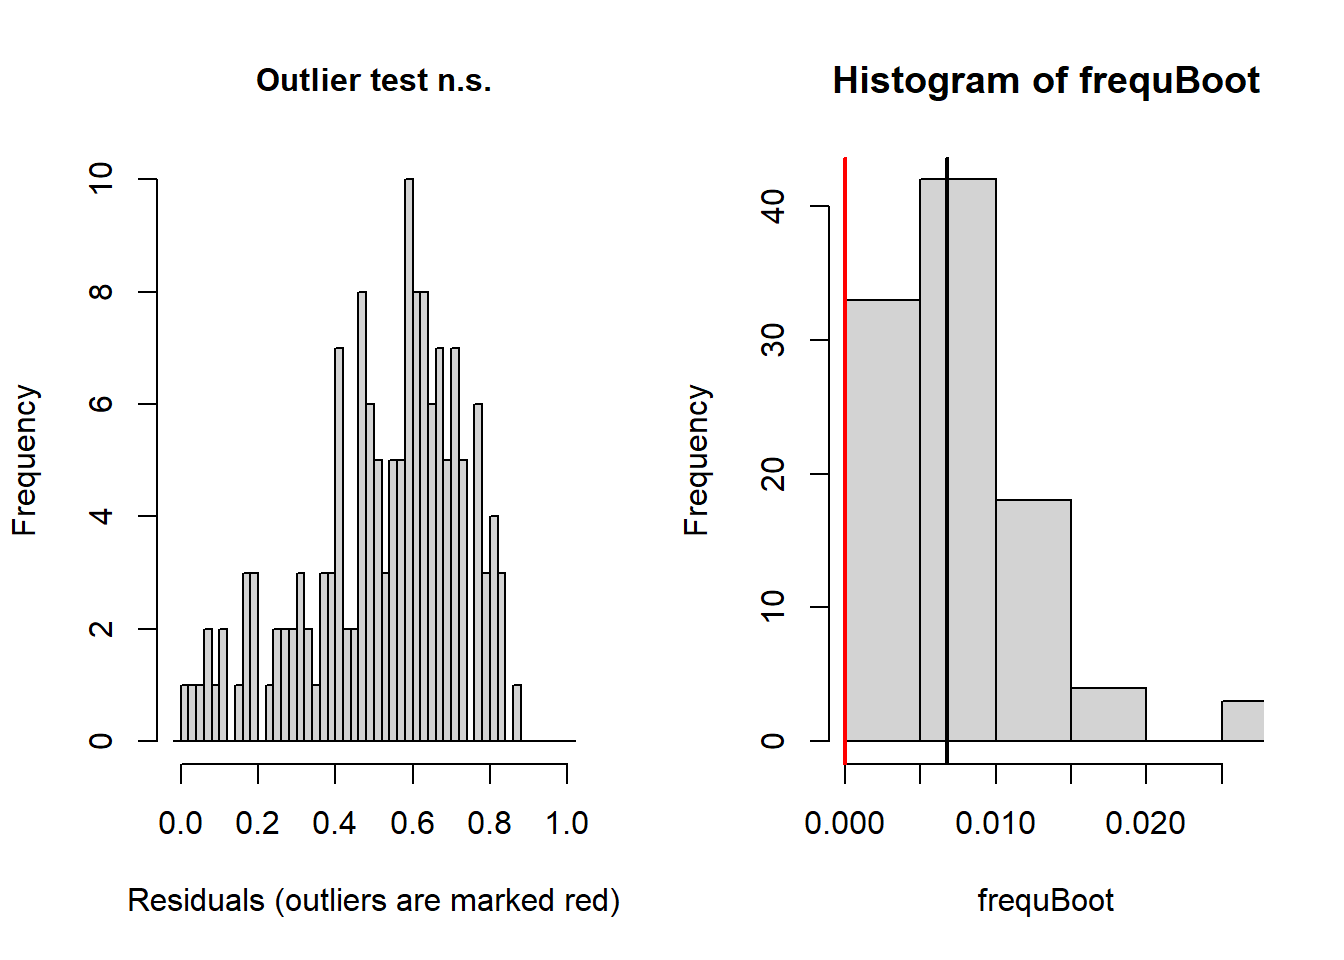 Outlier test n.s.
Frequency
10
8
6
4
2
0
0.0 0.2 0.4 0.6 0.8 1.0
Residuals (outliers are marked red)
Histogram of frequBoot
Frequency
40
30
20
10
0
0.000 0.010 0.020
frequBoot